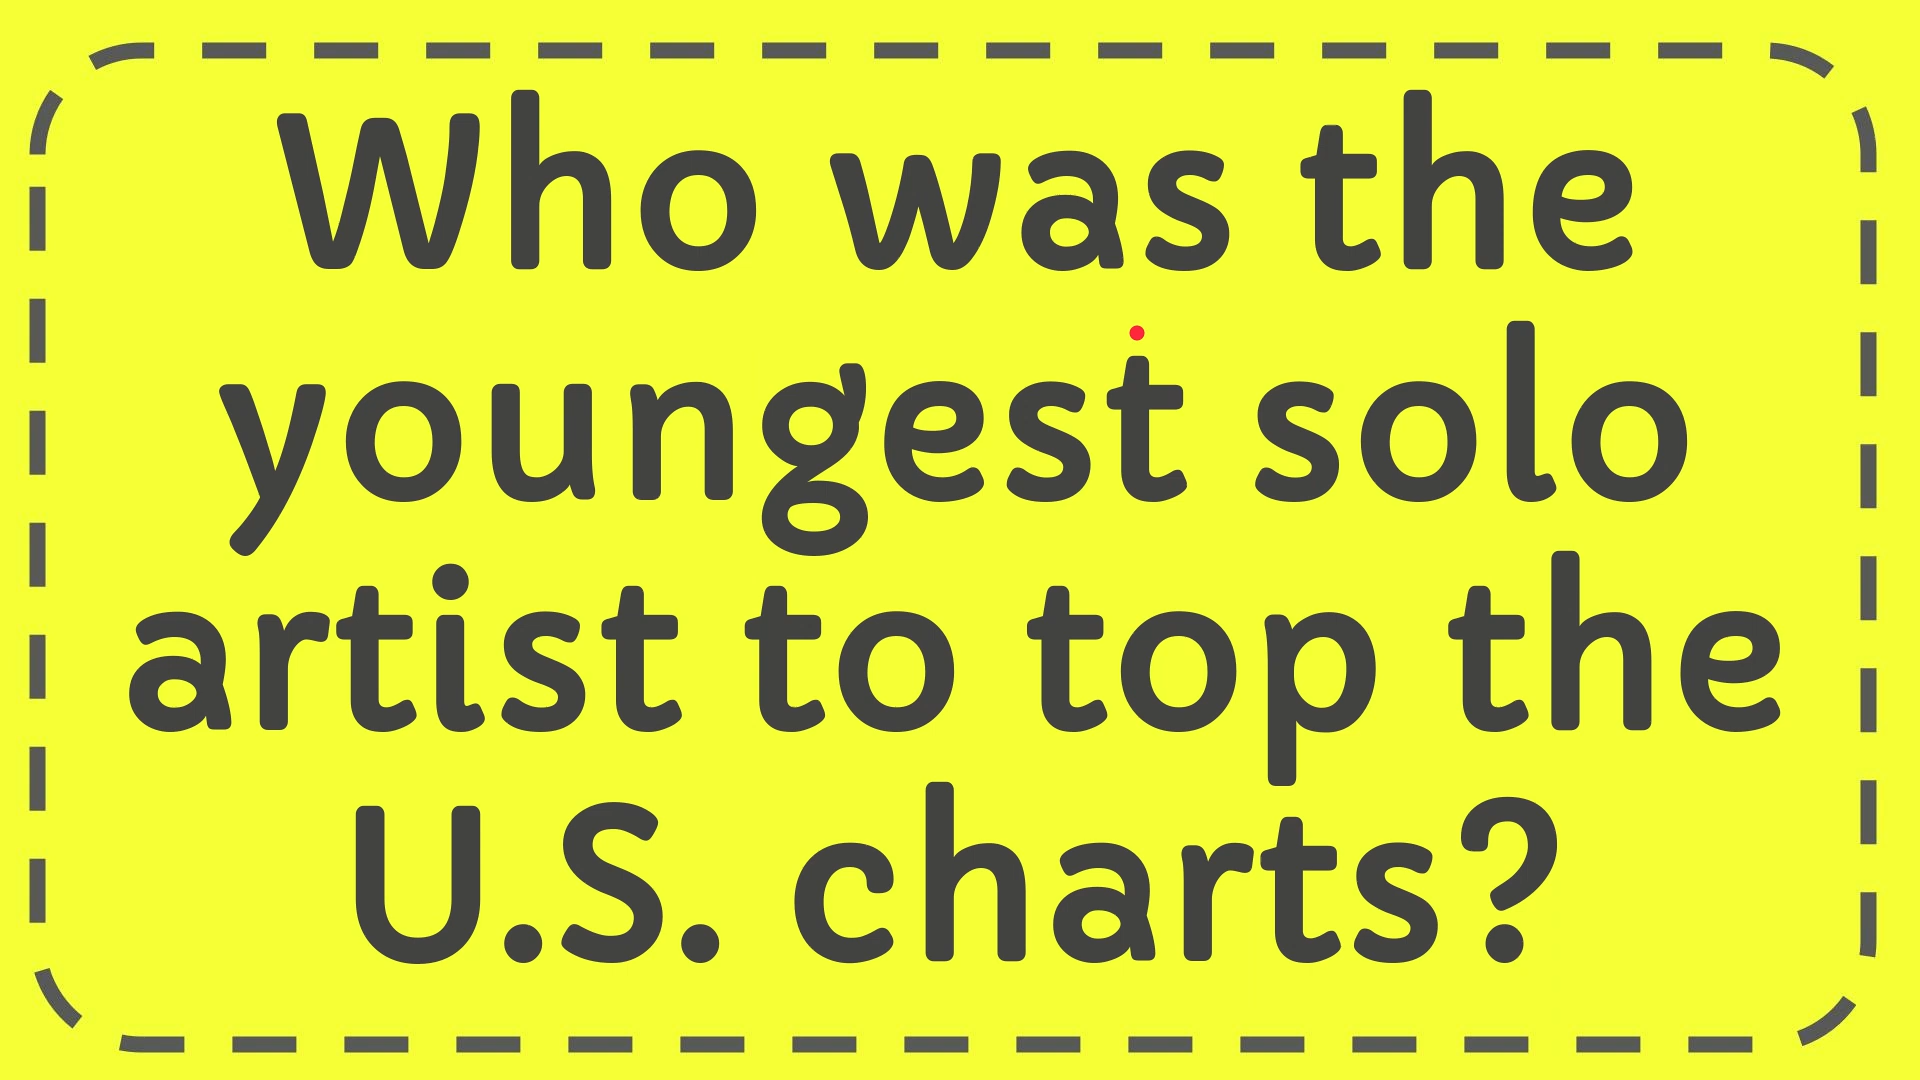 Who was the
youngest solo
artist to top the
U.S. charts?